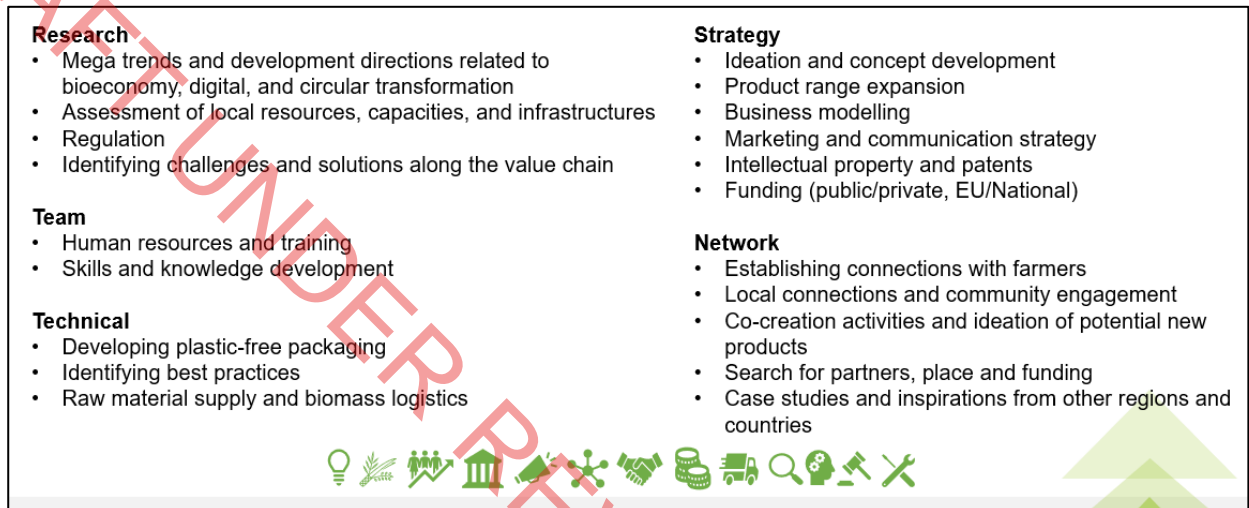 Research
• Mega trends and development directions related to
bioeconomy, digital, and circular transformation
• Assessment of local resources, capacities, and infrastructures
• Regulation
• Identifying challenges and solutions along the value chain
Team
• Human resources and training
• Skills and knowledge development
Technical
• Developing plastic-free packaging
• Identifying best practices
• Raw material supply and biomass logistics
Strategy
• Ideation and concept development
• Product range expansion
• Business modelling
• Marketing and communication strategy
• Intellectual property and patents
• Funding (public/private, EU/National)
Network
• Establishing connections with farmers
• Local connections and community engagement
• Co-creation activities and ideation of potential new
products
• Search for partners, place and funding
• Case studies and inspirations from other regions and
countries
UNDER